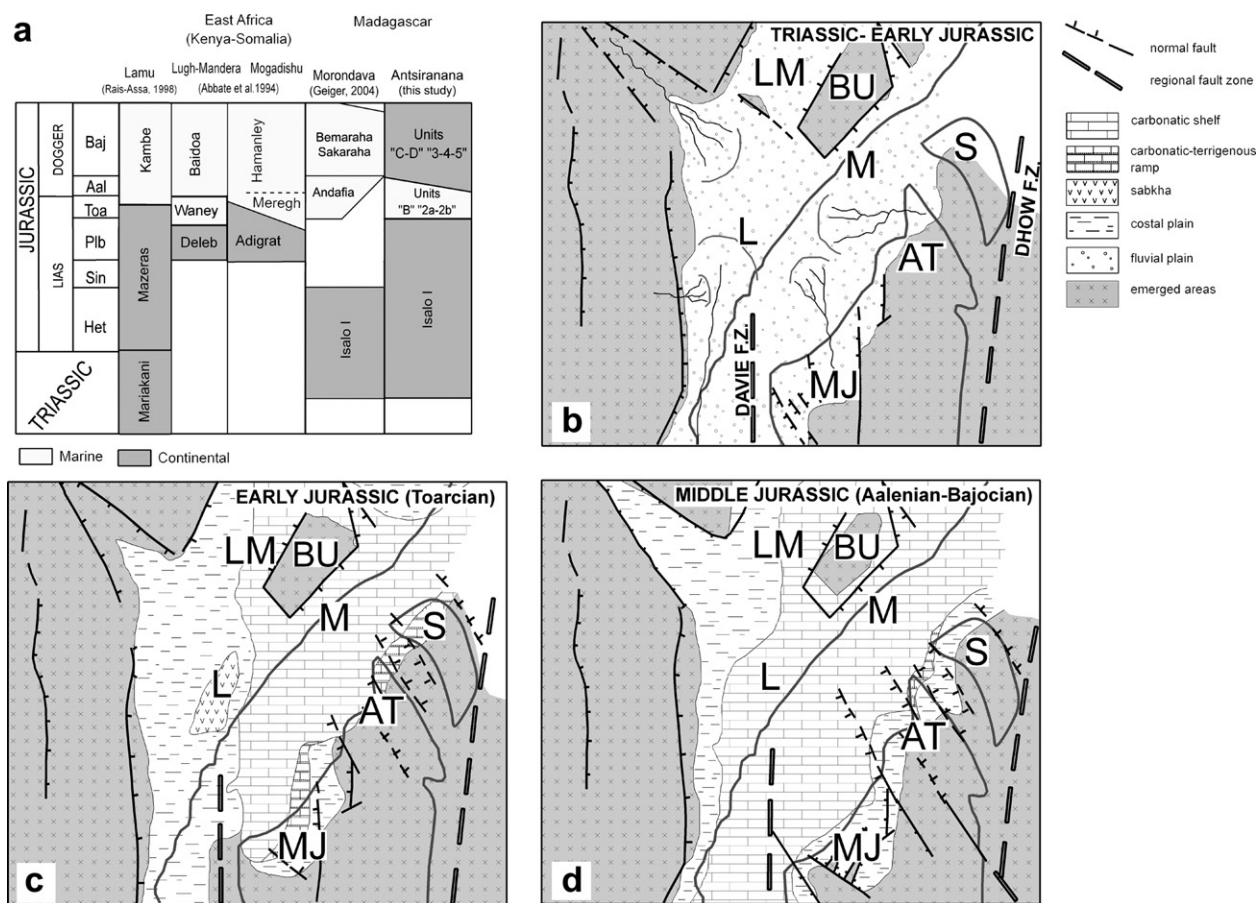 a
East Africa
(Kenya-Somalia)
Madagascar
Lamu
(Rais-Assa, 1998)
Lugh-Mandera
Mogadishu
(Abbate et al.1994)
Morondava
(Geiger, 2004)
Antsiranana
(this study)
JURASSIC
DOGGER
LIAS
TRIASSIC
Baj
Aal
Toa
Plb
Sin
Het
Kambe
Mazeras
Mariakani
Baidoa
Waney
Deleb
Hamanley
Meregh
Adigrat
Bemaraha
Sakaraha
Andafia
Isalo I
Units
"C-D" "3-4-5"
Units
"B" "2a-2b"
Isalo I
Marine
Continental
TRIASSIC- EARLY JURASSIC
LM
BU
M
S
L
AT
MJ
DAVIE F.Z.
DHOW F.Z.
b
normal fault
regional fault zone
carbonatic shelf
carbonatic-terrigenous
ramp
sabkha
costal plain
fluvial plain
emerged areas
EARLY JURASSIC (Toarcian)
LM
BU
M
S
L
AT
MJ
c
MIDDLE JURASSIC (Aalenian-Bajocian)
LM
BU
M
S
L
AT
MJ
d